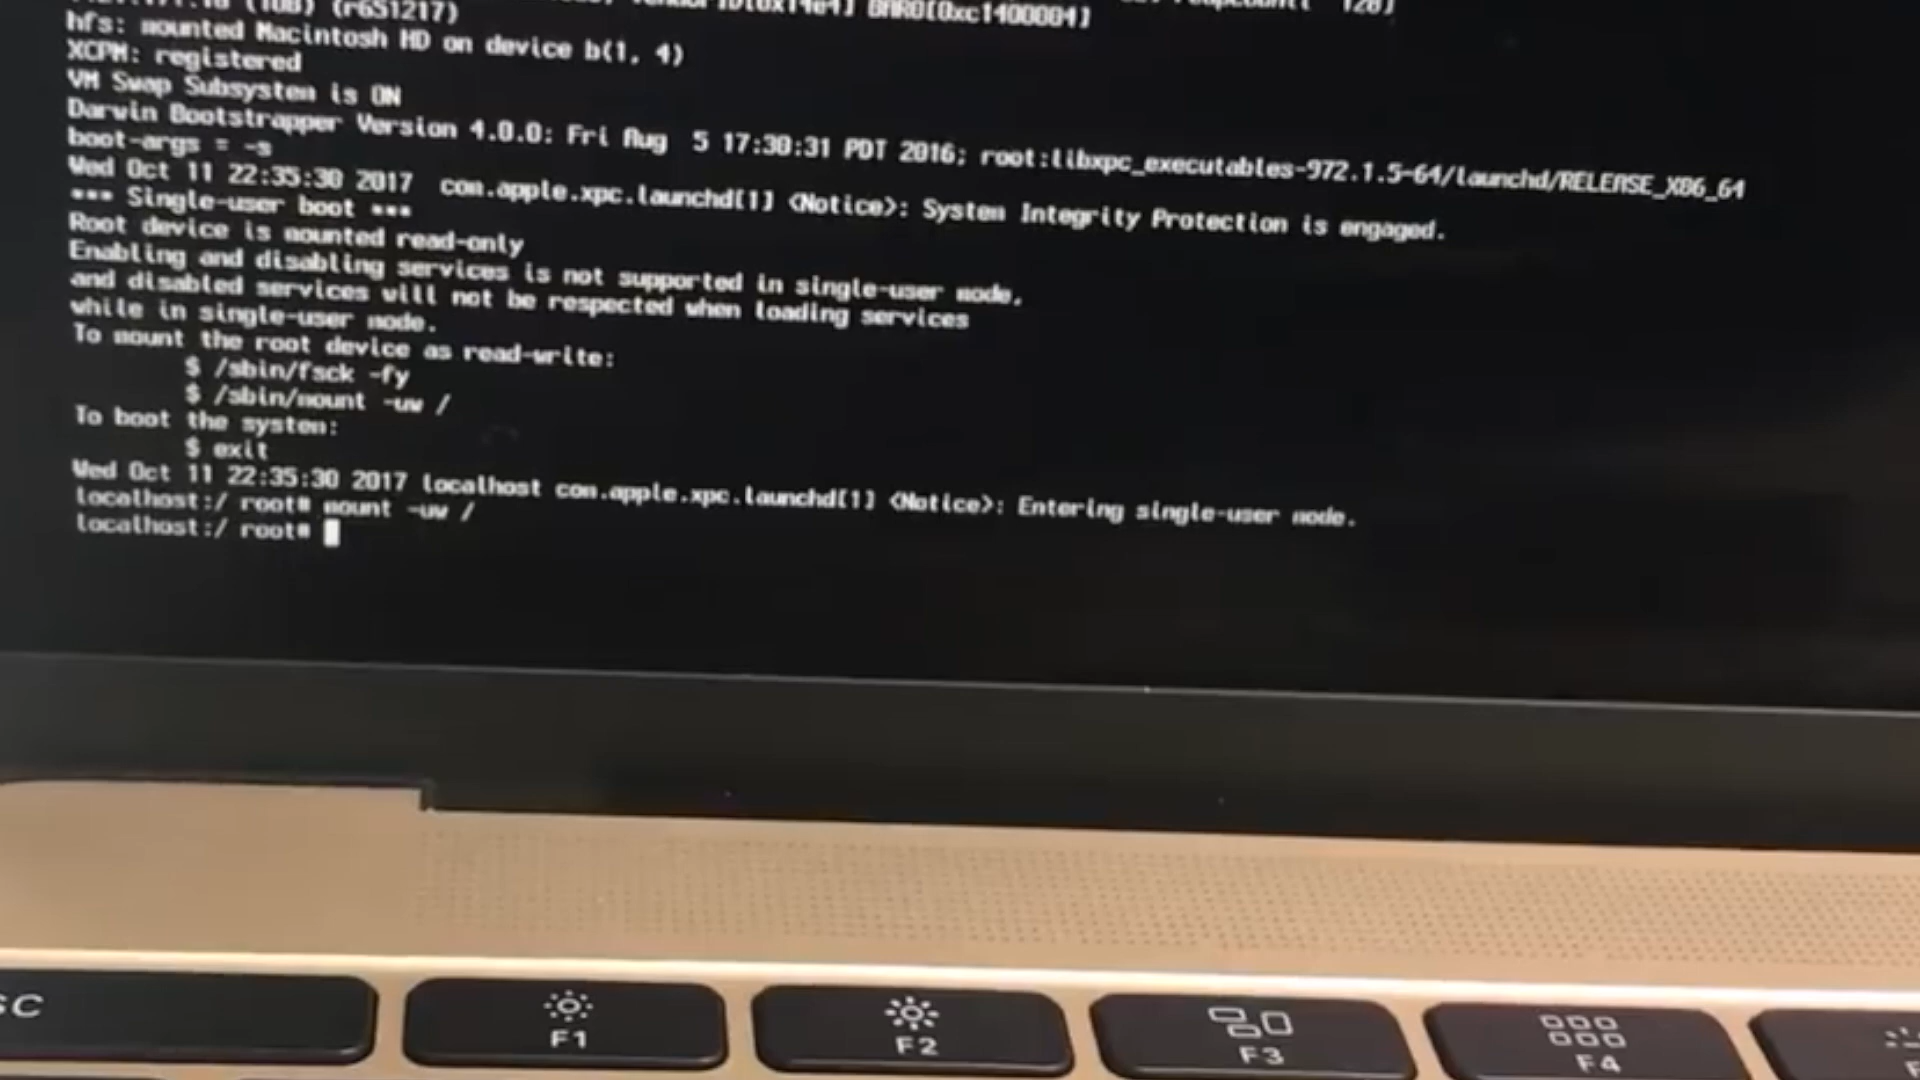 (r651217)
BAR0[0xc1400004]
128]
hfs: mounted Macintosh HD on device b(1, 4)
XCPM: registered
VM Swap Subsystem is ON
Darwin Bootstrapper Version 4.0.0: Fri Aug  5 17:30:31 PDT 2016; root:libxpc_executables-972.1.5-64/launchd/RELEASE_X86_64
boot-args = -s
Wed Oct 11 22:35:30 2017  com.apple.xpc.launchd[1] <Notice>: System Integrity Protection is engaged.
*** Single-user boot ***
Root device is mounted read-only
Enabling and disabling services is not supported in single-user mode,
and disabled services will not be respected when loading services
while in single-user mode.
To mount the root device as read-write:
$ /sbin/fsck -fy
$ /sbin/mount -uw /
To boot the system:
$ exit
Wed Oct 11 22:35:30 2017 localhost com.apple.xpc.launchd[1] <Notice>: Entering single-user mode.
localhost:/ root# mount -uw /
localhost:/ root#
F1
F2
F3
F4